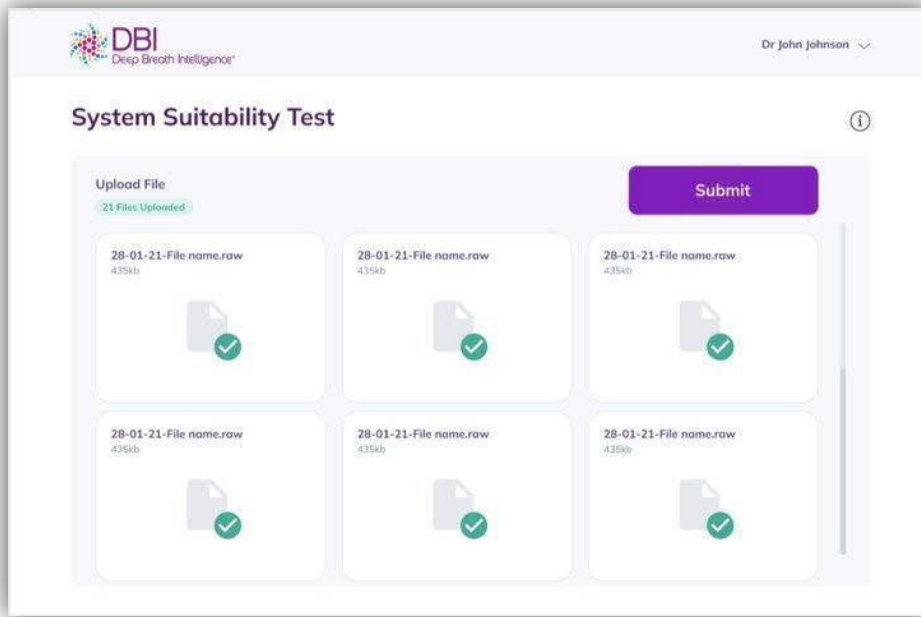 DBI
Deep Breath Intelligence®
Dr John Johnson
System Suitability Test
i
Upload File
21 Files Uploaded
Submit
28-01-21-File name.raw
435kb
28-01-21-File name.raw
435kb
28-01-21-File name.raw
435kb
28-01-21-File name.raw
435kb
28-01-21-File name.raw
435kb
28-01-21-File name.raw
435kb